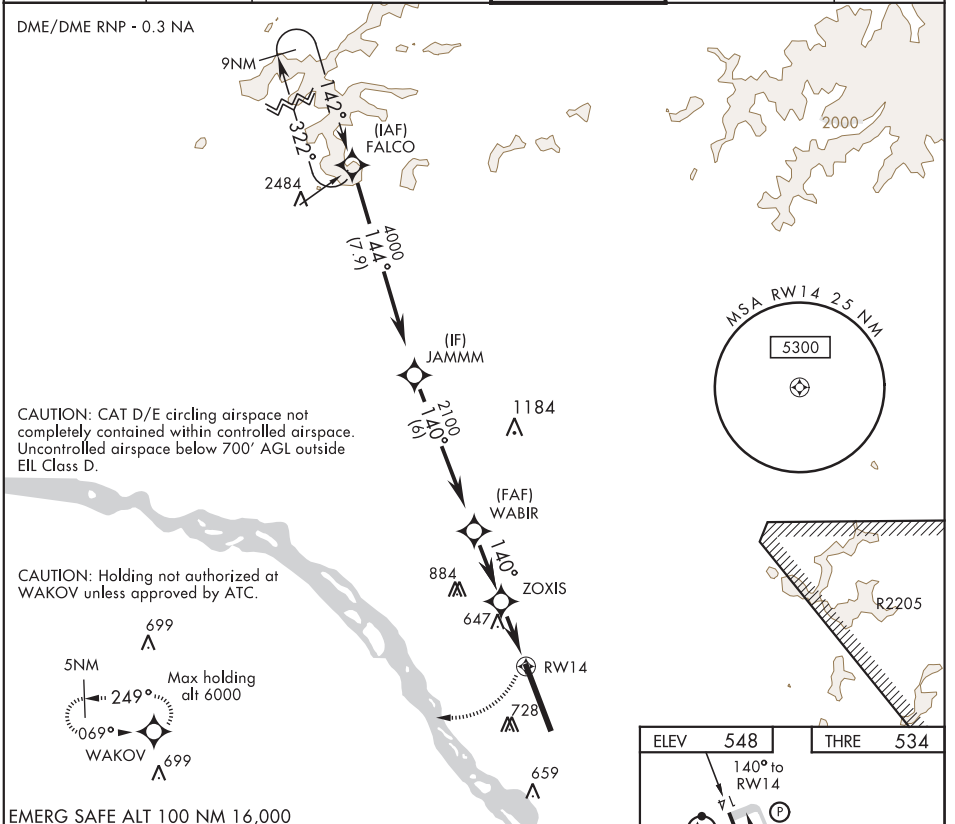 DME/DME RNP - 0.3 NA
9NM
142°
322°
(IAF)
FALCO
2484
2000
4000
144°
(7.9)
MSA RW14 25 NM
5300
(IF)
JAMMM
2100
140°
(6)
1184
CAUTION: CAT D/E circling airspace not
completely contained within controlled airspace.
Uncontrolled airspace below 700' AGL outside
EIL Class D.
(FAF)
WABIR
140°
884
ZOXIS
647
R2205
CAUTION: Holding not authorized at
WAKOV unless approved by ATC.
699
5NM
Max holding
alt 6000
249°
069°
WAKOV
699
RW14
728
659
ELEV 548
THRE 534
140° to
RW14
14
P
EMERG SAFE ALT 100 NM 16,000